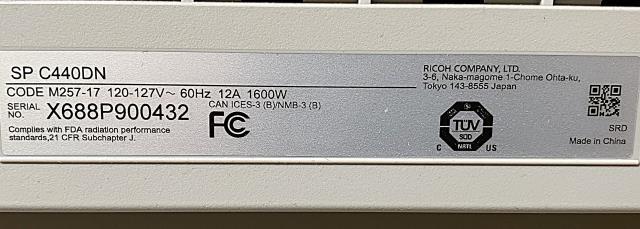 SP C440DN
CODE M257-17 120-127V~ 60Hz 12A 1600W
SERIAL NO. X688P900432
CAN ICES-3 (B)/NMB-3 (B)
FC
Complies with FDA radiation performance
standards,21 CFR Subchapter J.
RICOH COMPANY, LTD.
3-6, Naka-magome 1-Chome Ohta-ku,
Tokyo 143-8555 Japan
TÜV
SÜD
C NRTL US
SRD
Made in China